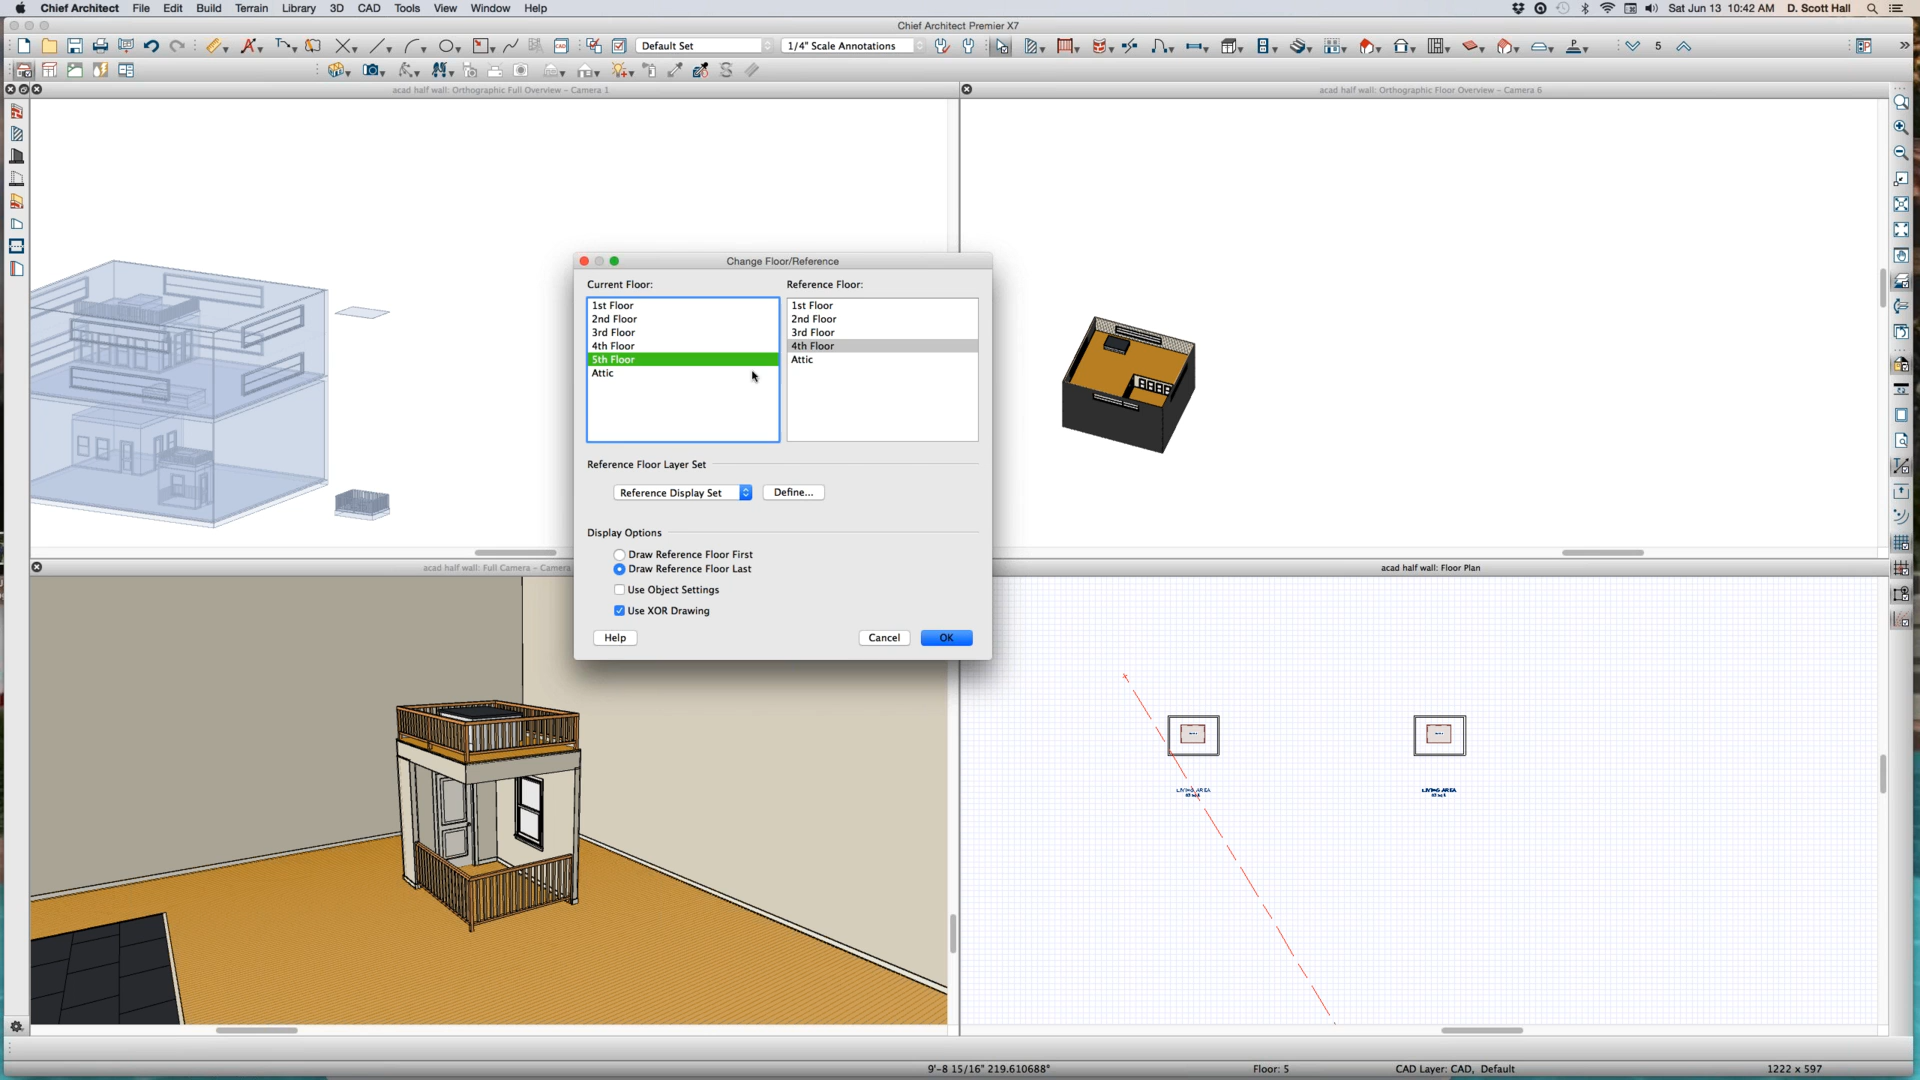 Chief Architect File Edit Build Terrain Library 3D CAD Tools View Window Help Sat Jun 13 10:42 AM D. Scott Hall
Chief Architect Premier X7
Default Set 1/4" Scale Annotations 5
acad half wall: Orthographic Full Overview - Camera 1
acad half wall: Orthographic Floor Overview - Camera 6
Change Floor/Reference
Current Floor: Reference Floor:
1st Floor 1st Floor
2nd Floor 2nd Floor
3rd Floor 3rd Floor
4th Floor 4th Floor
5th Floor Attic
Attic
Reference Floor Layer Set
Reference Display Set Define...
Display Options
Draw Reference Floor First
Draw Reference Floor Last
Use Object Settings
Use XOR Drawing
Help Cancel OK
acad half wall: Full Camera - Camera
acad half wall: Floor Plan
LIVING AREA LIVING AREA
9'-8 15/16" 219.610688° Floor: 5 CAD Layer: CAD, Default 1222 x 597